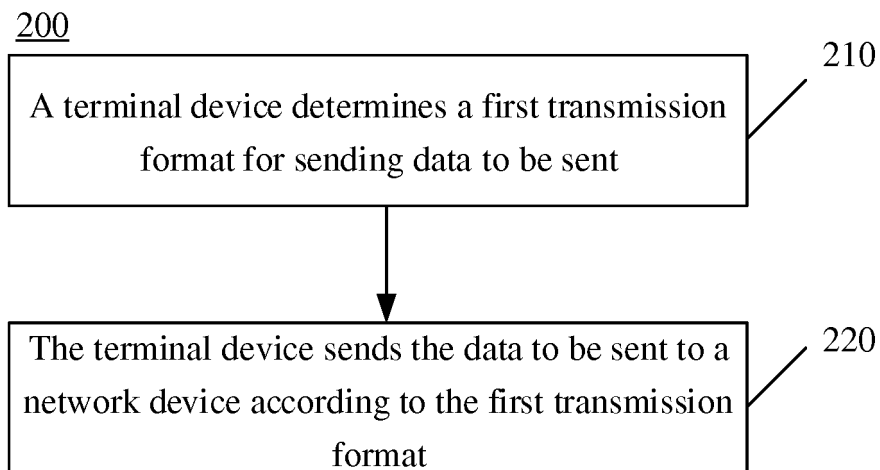 200
210
A terminal device determines a first transmission
format for sending data to be sent
220
The terminal device sends the data to be sent to a
network device according to the first transmission
format